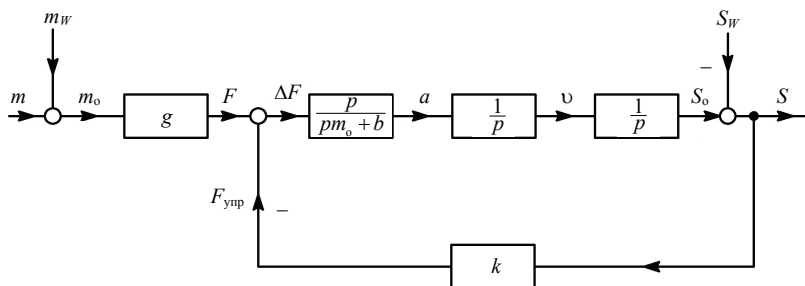 m_W
S_W
–
m
m_o
g
F
ΔF
p
pm_o + b
a
1
p
υ
1
p
S_o
S
F_упр
–
k